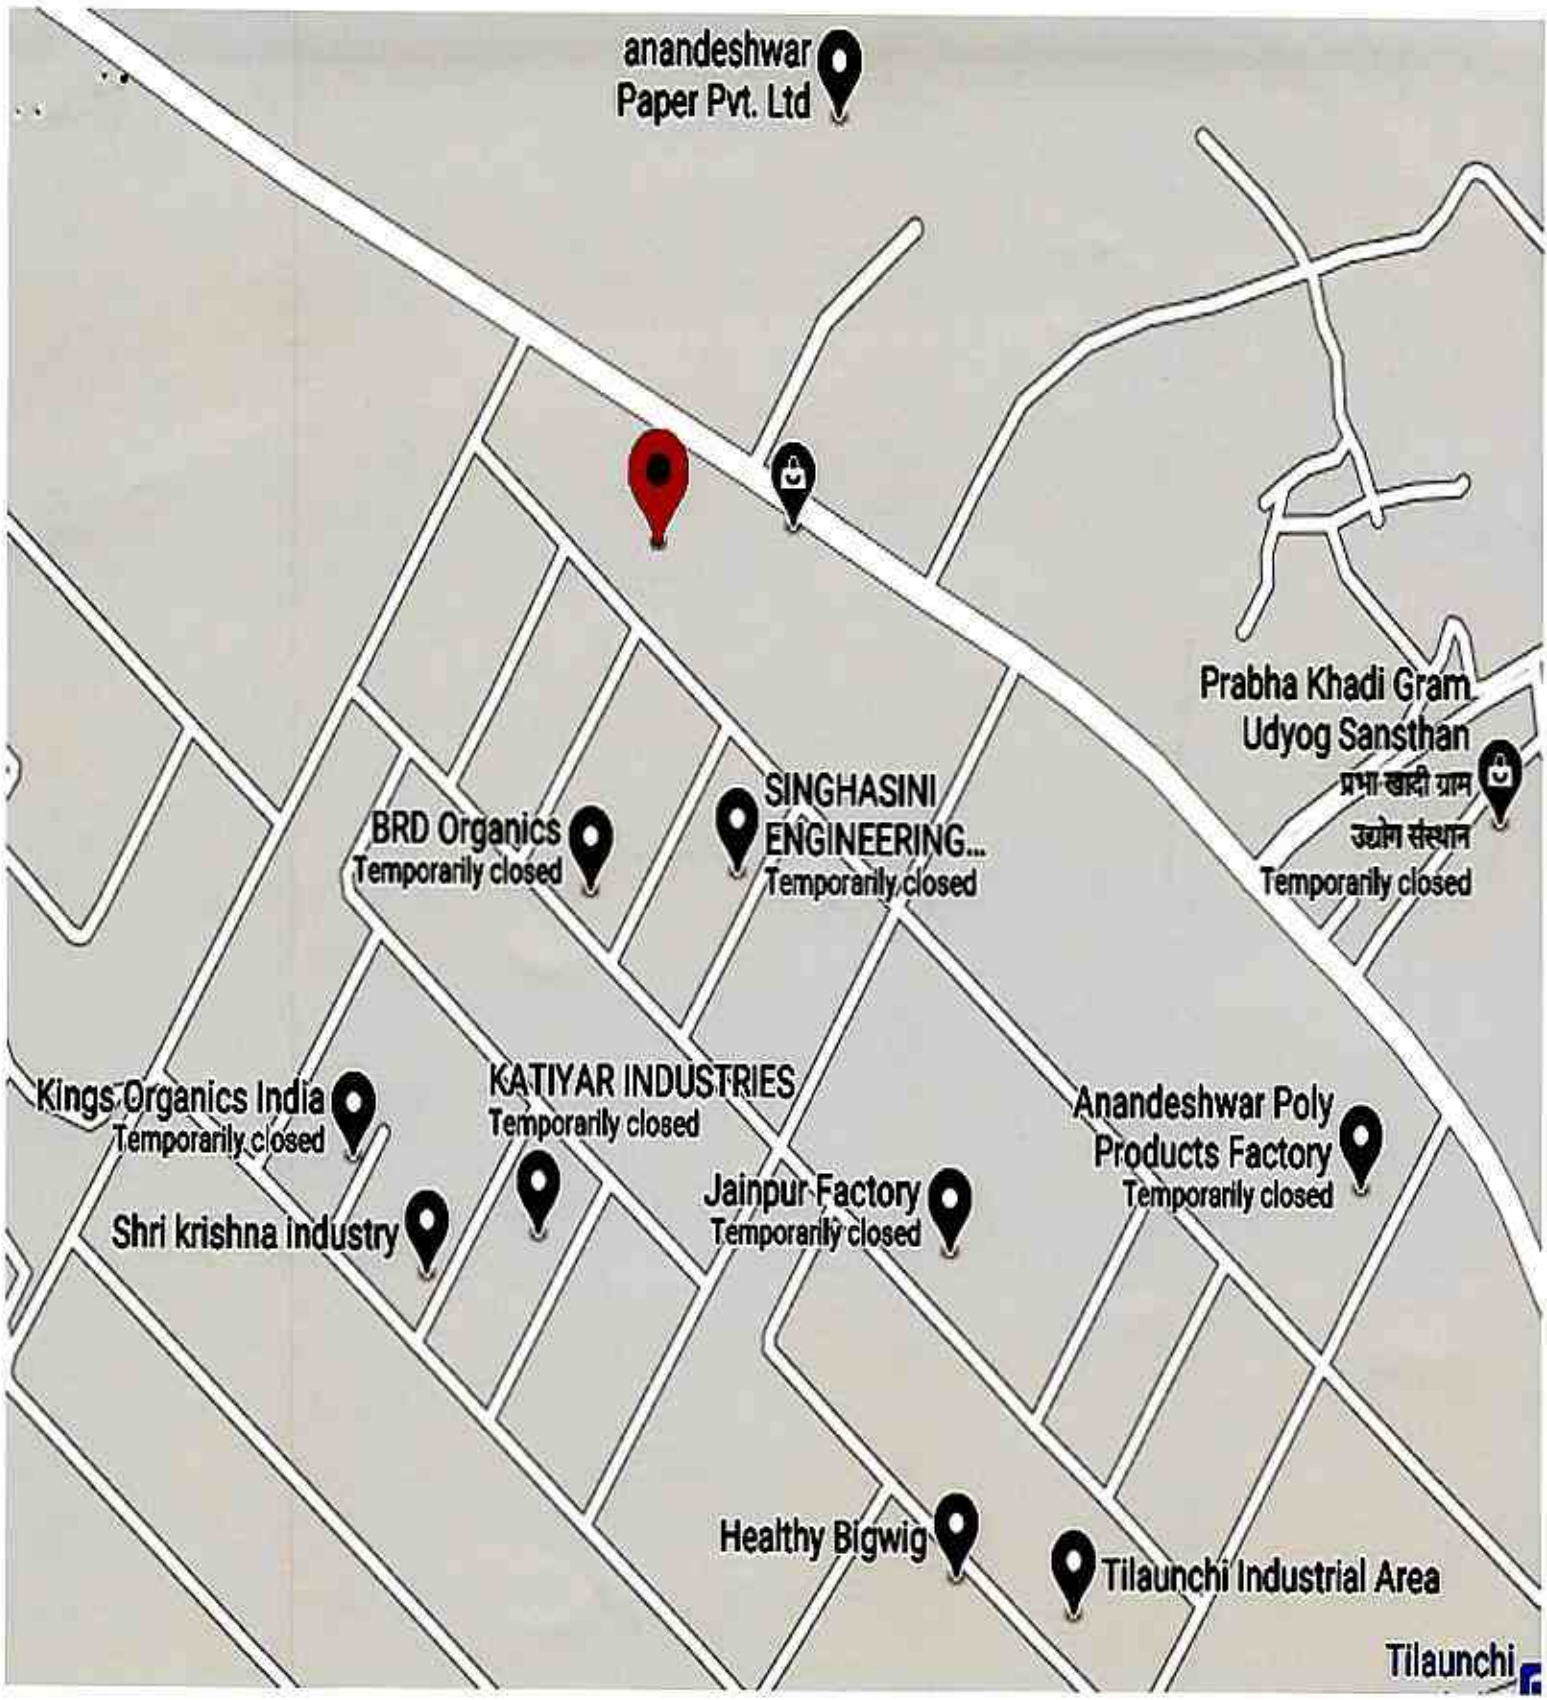 anandeshwar
Paper Pvt. Ltd
Prabha Khadi Gram
Udyog Sansthan
प्रभा खादी ग्राम
उद्योग संस्थान
Temporarily closed
SINGHASINI
ENGINEERING...
Temporarily closed
BRD Organics
Temporarily closed
KATIYAR INDUSTRIES
Temporarily closed
Kings Organics India
Temporarily closed
Anandeshwar Poly
Products Factory
Temporarily closed
Jainpur Factory
Temporarily closed
Shri krishna industry
Healthy Bigwig
Tilaunchi Industrial Area
Tilaunchi